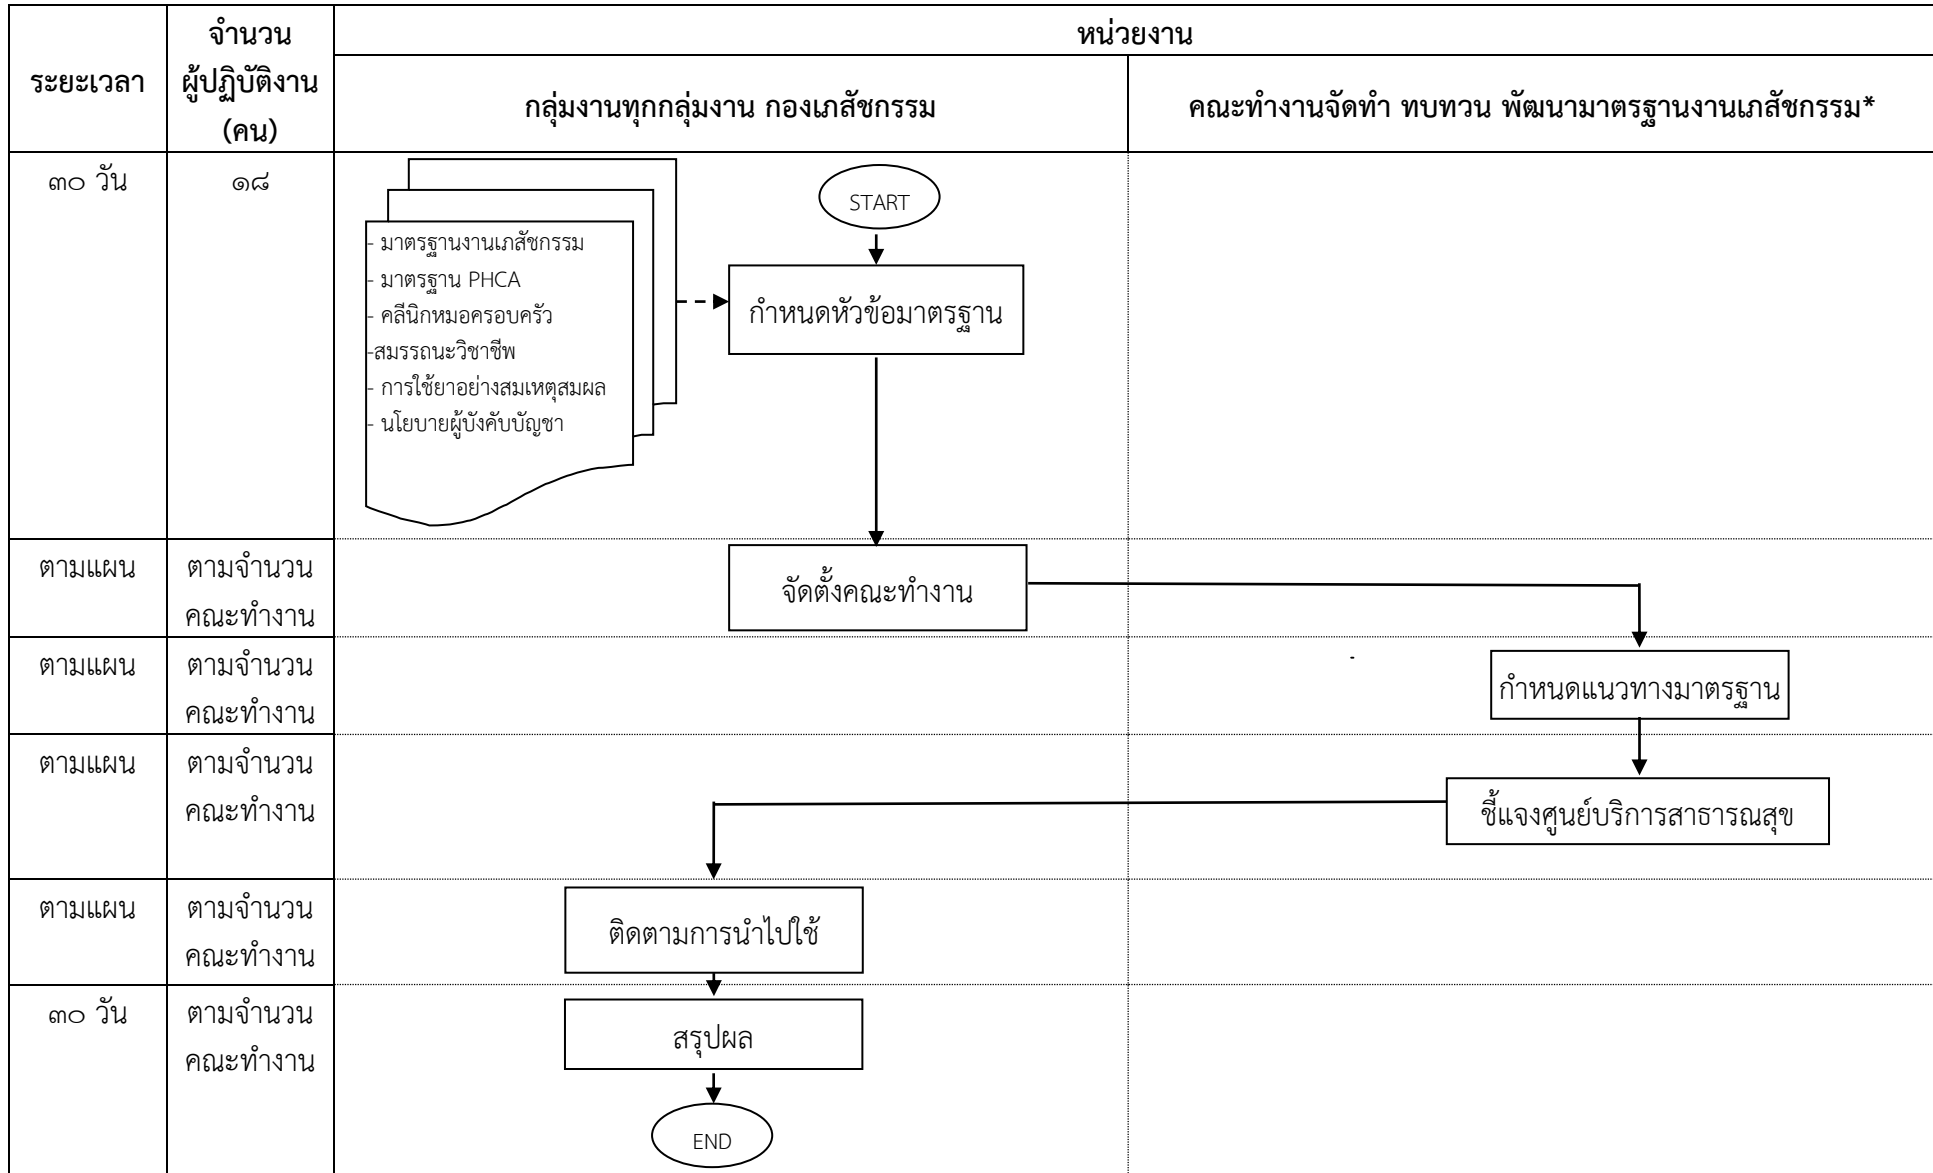 ระยะเวลา
จำนวน
ผู้ปฏิบัติงาน
(คน)
หน่วยงาน
กลุ่มงานทุกกลุ่มงาน กองเภสัชกรรม
คณะทำงานจัดทำ ทบทวน พัฒนามาตรฐานงานเภสัชกรรม*
๓๐ วัน
๑๘
- มาตรฐานงานเภสัชกรรม
- มาตรฐาน PHCA
- คลีนิกหมอครอบครัว
-สมรรถนะวิชาชีพ
- การใช้ยาอย่างสมเหตุสมผล
- นโยบายผู้บังคับบัญชา
START
กำหนดหัวข้อมาตรฐาน
ตามแผน
ตามจำนวน
คณะทำงาน
จัดตั้งคณะทำงาน
ตามแผน
ตามจำนวน
คณะทำงาน
-
กำหนดแนวทางมาตรฐาน
ตามแผน
ตามจำนวน
คณะทำงาน
ชี้แจงศูนย์บริการสาธารณสุข
ตามแผน
ตามจำนวน
คณะทำงาน
ติดตามการนำไปใช้
๓๐ วัน
ตามจำนวน
คณะทำงาน
สรุปผล
END